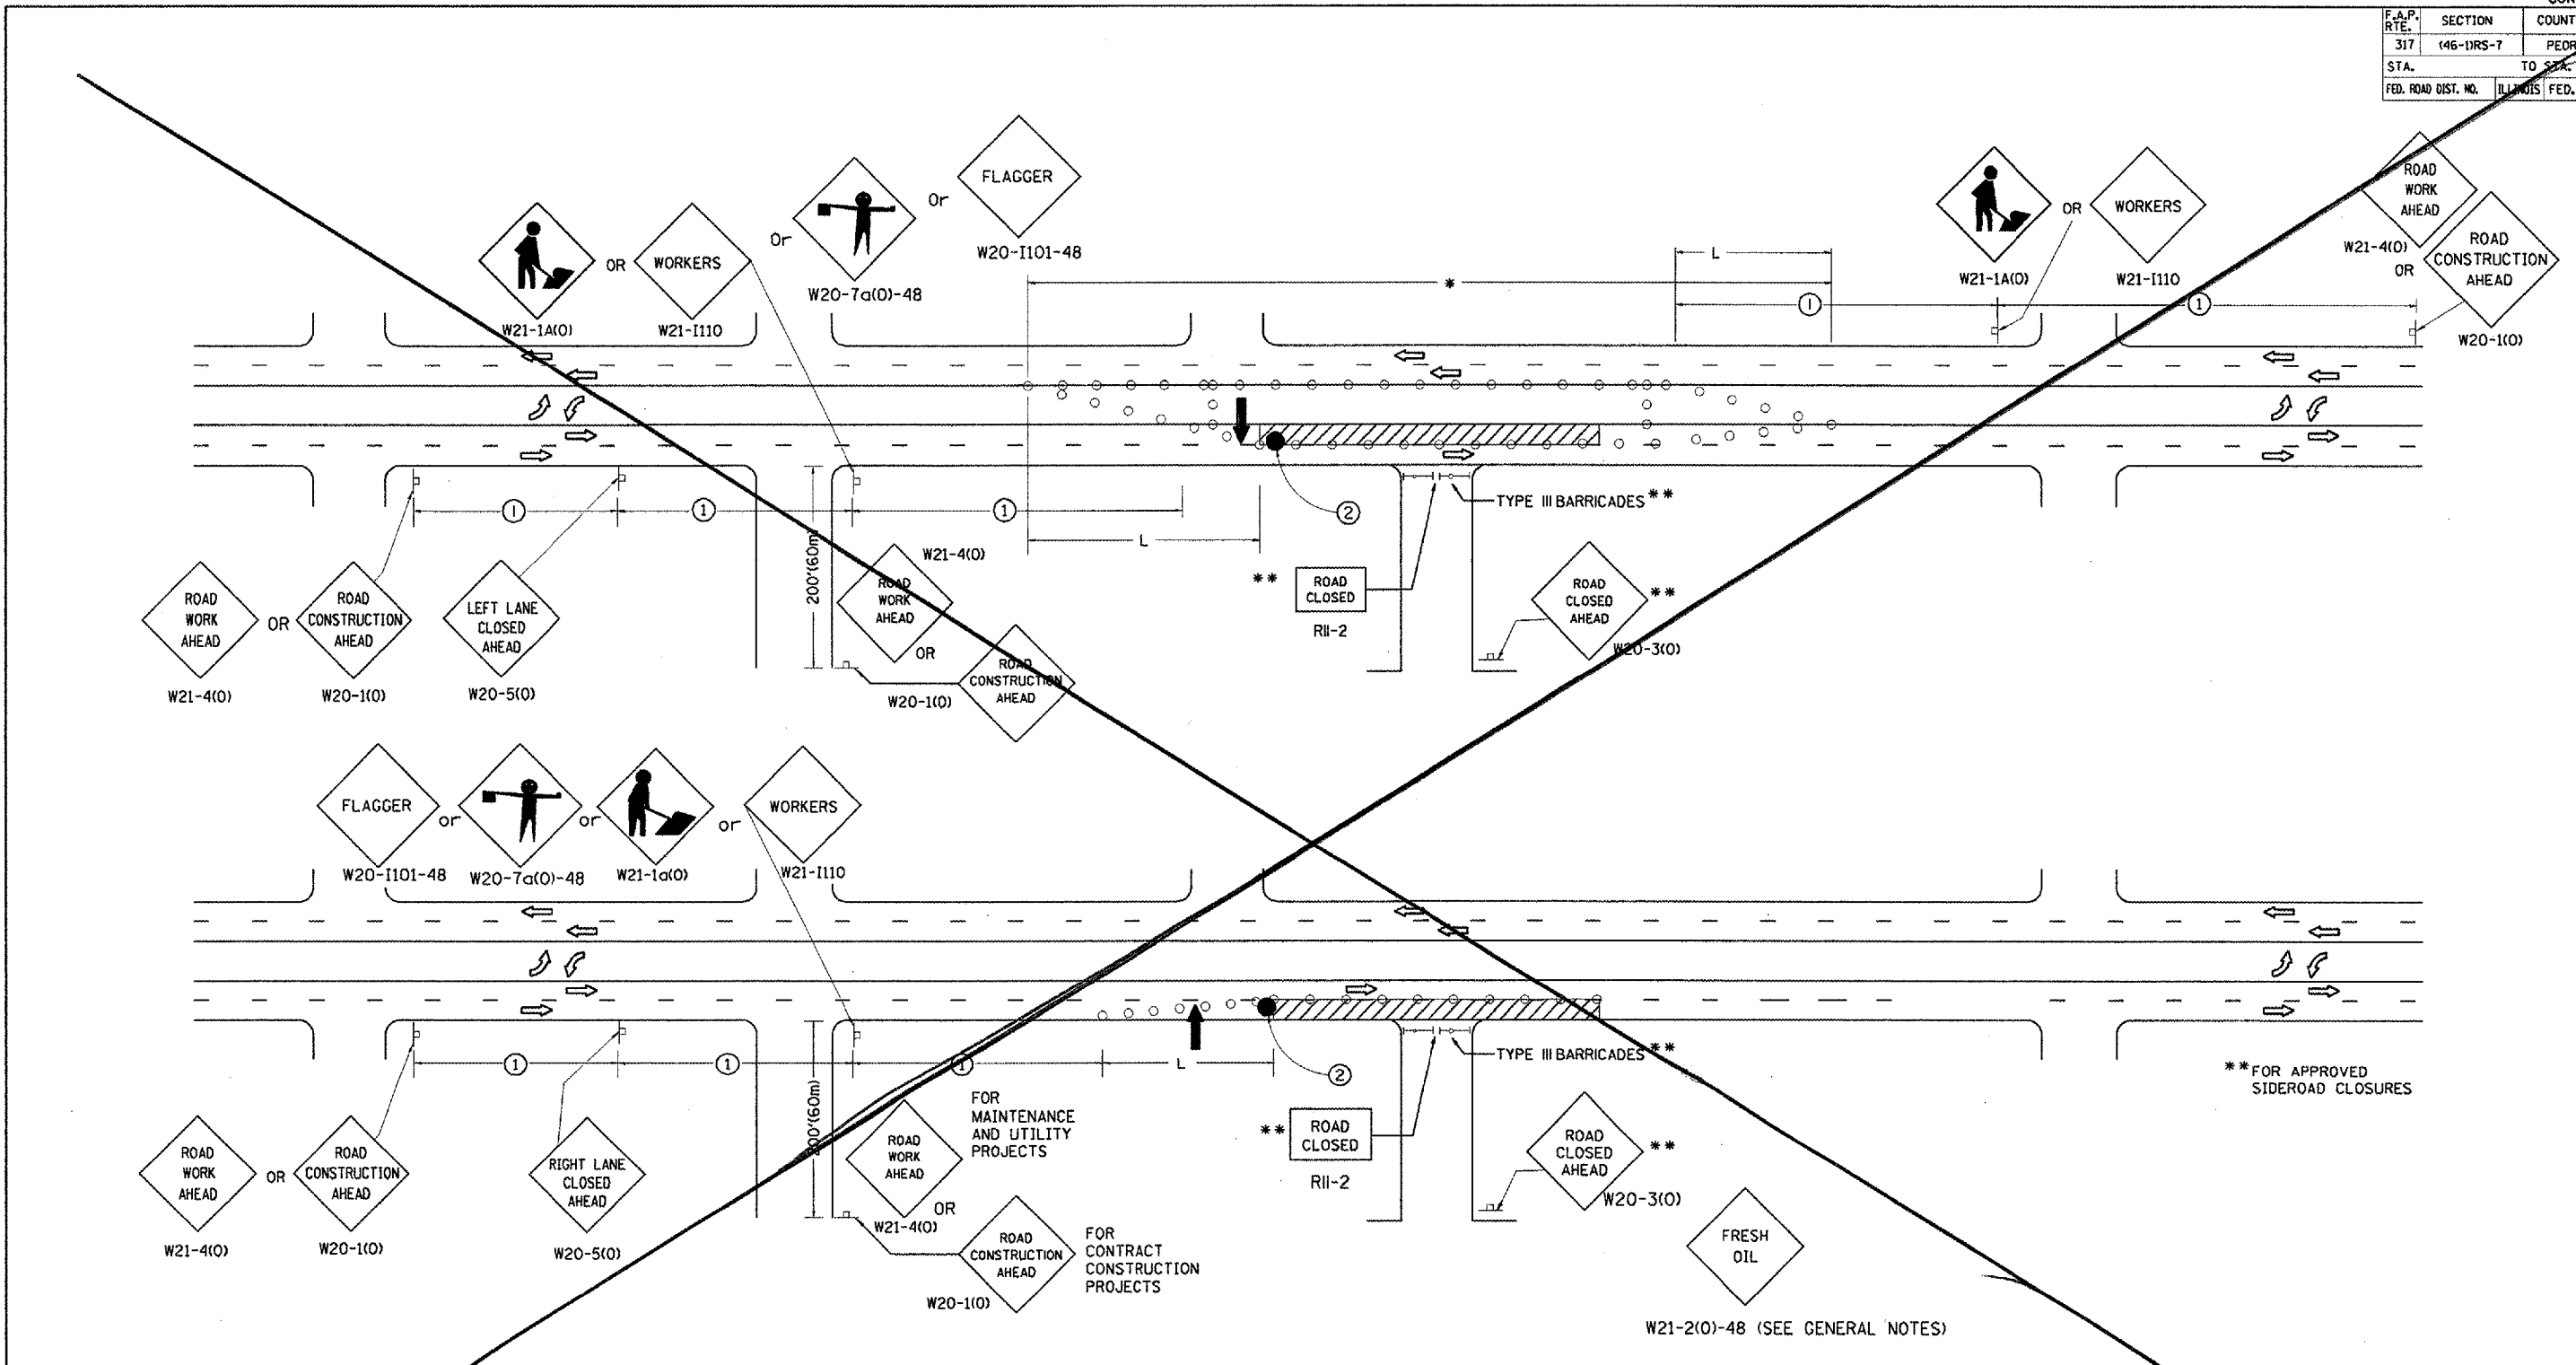 F.A.P. RTE. SECTION COUNT
317 (46-1)RS-7 PEOR
STA. TO STA.
FED. ROAD DIST. NO. ILLINOIS FED.
FLAGGER
W20-I101-48
Or
W20-7a(0)-48
Or
OR
WORKERS
W21-1A(0)
W21-I110
*
L
1
1
OR
WORKERS
W21-1A(0)
W21-I110
ROAD
WORK
AHEAD
W21-4(0)
OR
ROAD
CONSTRUCTION
AHEAD
W20-1(0)
1
1
1
L
2
TYPE III BARRICADES **
200'(60m)
ROAD
WORK
AHEAD
W21-4(0)
OR
ROAD
CONSTRUCTION
AHEAD
W20-1(0)
LEFT LANE
CLOSED
AHEAD
W20-5(0)
W21-4(0)
ROAD
WORK
AHEAD
OR
ROAD
CONSTRUCTION
AHEAD
W20-1(0)
**
ROAD
CLOSED
R11-2
ROAD
CLOSED
AHEAD
**
W20-3(0)
FLAGGER
or
or
or
WORKERS
W20-I101-48
W20-7a(0)-48
W21-1a(0)
W21-I110
1
1
1
L
2
TYPE III BARRICADES **
200'(60m)
** FOR APPROVED
SIDEROAD CLOSURES
ROAD
WORK
AHEAD
W21-4(0)
OR
ROAD
CONSTRUCTION
AHEAD
W20-1(0)
RIGHT LANE
CLOSED
AHEAD
W20-5(0)
ROAD
WORK
AHEAD
W21-4(0)
FOR
MAINTENANCE
AND UTILITY
PROJECTS
OR
ROAD
CONSTRUCTION
AHEAD
W20-1(0)
FOR
CONTRACT
CONSTRUCTION
PROJECTS
**
ROAD
CLOSED
R11-2
ROAD
CLOSED
AHEAD
**
W20-3(0)
FRESH
OIL
W21-2(0)-48 (SEE GENERAL NOTES)